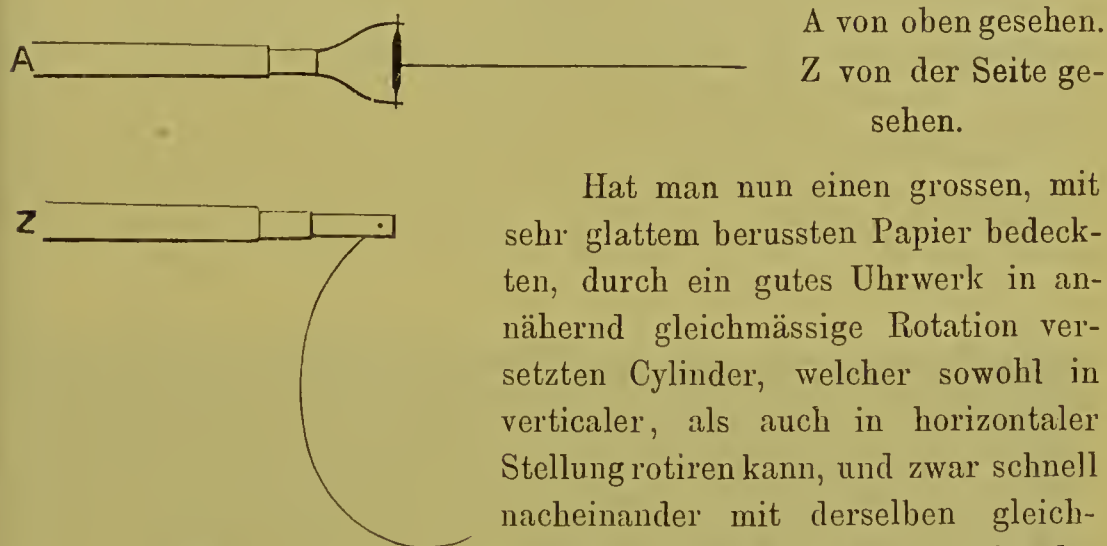 A
A von oben gesehen.
Z von der Seite ge-
sehen.
Z
Hat man nun einen grossen, mit
sehr glattem berussten Papier bedeck-
ten, durch ein gutes Uhrwerk in an-
nähernd gleichmässige Rotation ver-
setzten Cylinder, welcher sowohl in
verticaler, als auch in horizontaler
Stellung rotiren kann, und zwar schnell
nacheinander mit derselben gleich-